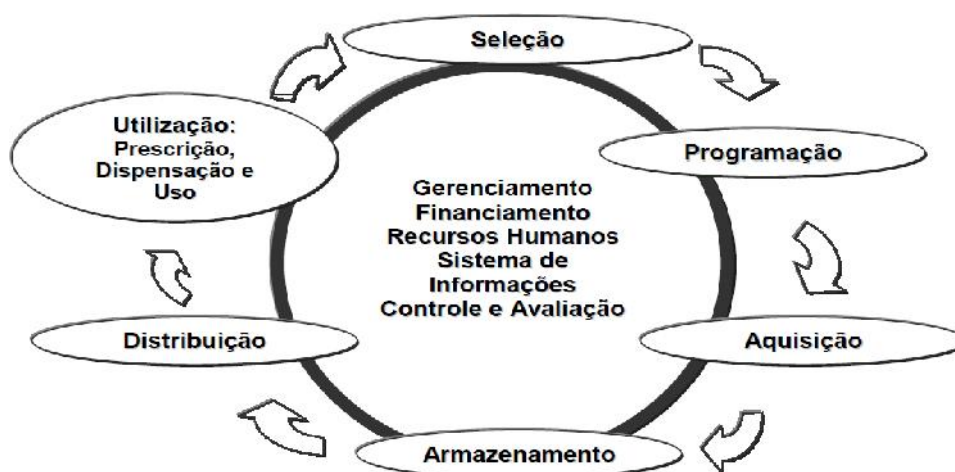 Seleção
Programação
Aquisição
Armazenamento
Distribuição
Utilização:
Prescrição,
Dispensação e
Uso
Gerenciamento
Financiamento
Recursos Humanos
Sistema de
Informações
Controle e Avaliação